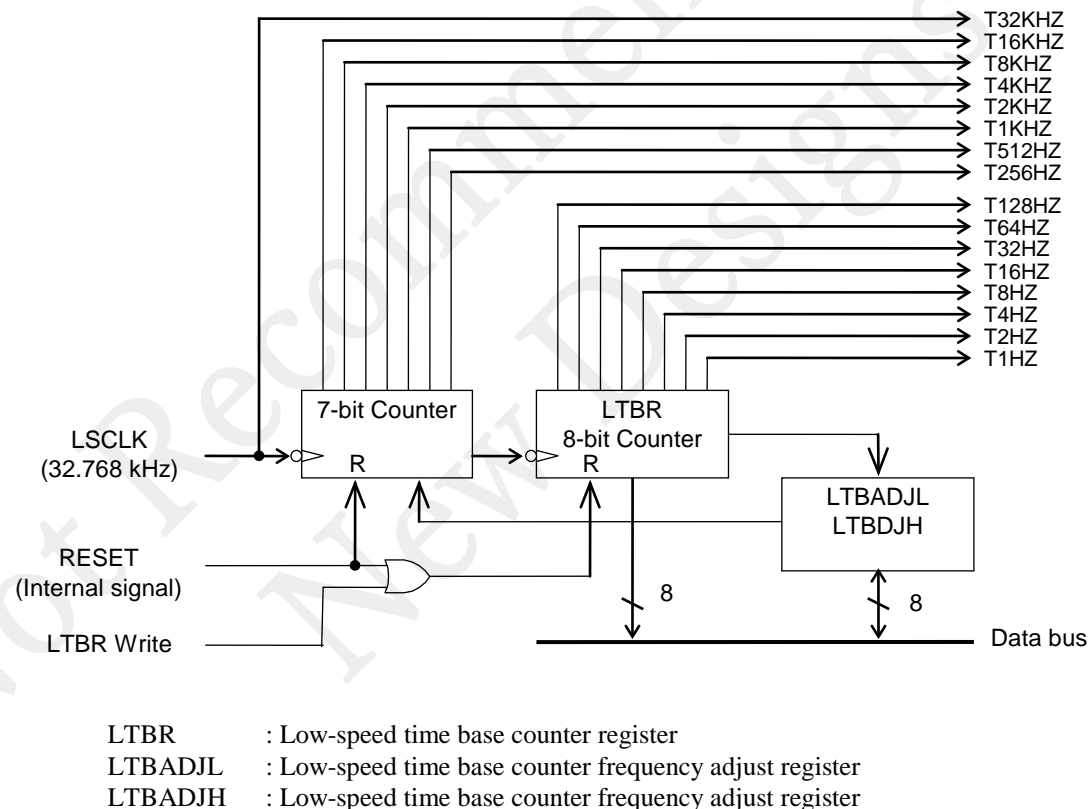 T32KHZ
T16KHZ
T8KHZ
T4KHZ
T2KHZ
T1KHZ
T512HZ
T256HZ
T128HZ
T64HZ
T32HZ
T16HZ
T8HZ
T4HZ
T2HZ
T1HZ
7-bit Counter
R
LTBR
8-bit Counter
R
LSCLK
(32.768 kHz)
LTBADJL
LTBDJH
RESET
(Internal signal)
8
8
LTBR Write
Data bus
LTBR : Low-speed time base counter register
LTBADJL : Low-speed time base counter frequency adjust register
LTBADJH : Low-speed time base counter frequency adjust register